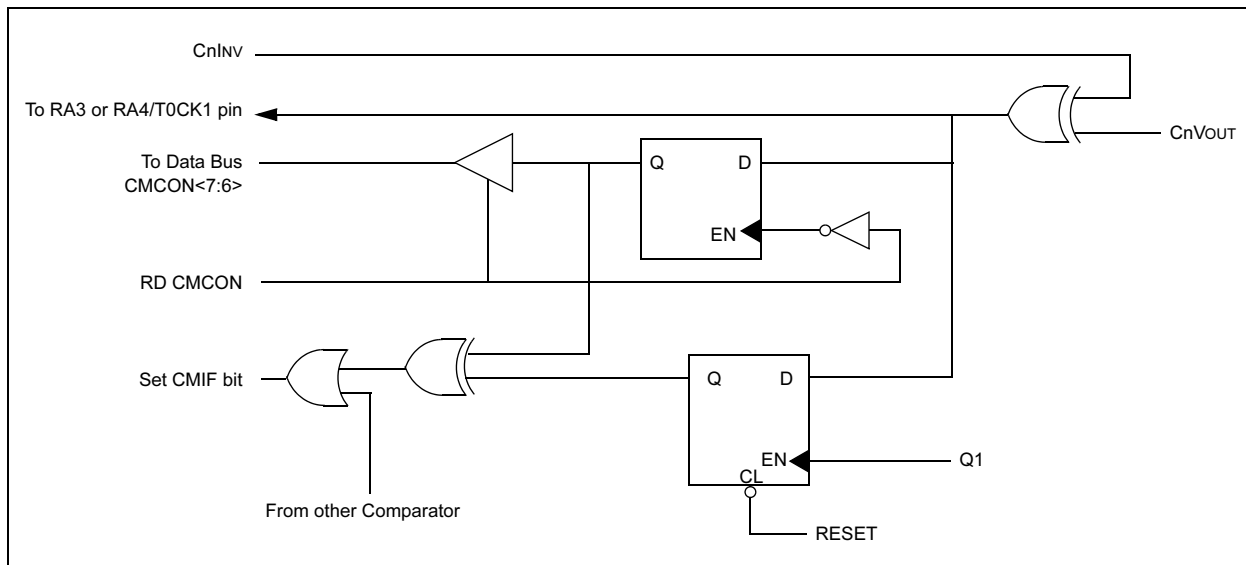 CnINV
To RA3 or RA4/T0CK1 pin
CnVOUT
To Data Bus
CMCON<7:6>
Q
D
EN
RD CMCON
Set CMIF bit
Q
D
EN
Q1
CL
From other Comparator
RESET